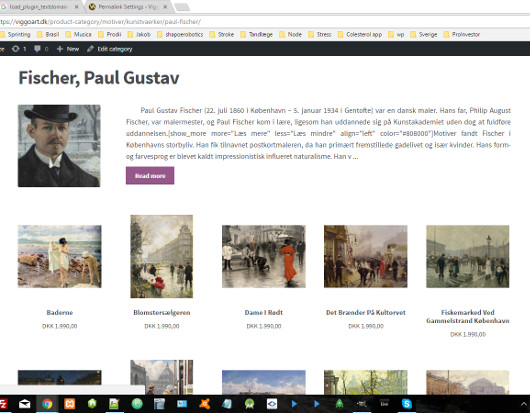 load_plugin_textdomain
Permalink Settings ‹ Vigg
ttps://viggoart.dk/product-category/motiver/kunstvaerker/paul-fischer/
Sprinting
Brasil
Musica
Prodii
Jakob
shapoerobotics
Stroke
Tandlæge
Node
Stress
Colesterol app
wp
Sverige
ProInvestor
1
0
New
Edit category
Fischer, Paul Gustav
Paul Gustav Fischer (22. juli 1860 i København – 5. januar 1934 i Gentofte) var en dansk maler. Hans far, Philip August
Fischer, var malermester, og Paul Fischer kom i lære, ligesom han uddannede sig på Kunstakademiet uden dog at fuldføre
uddannelsen.[show_more more="Læs mere" less="Læs mindre" align="left" color="#808000"]Motiver fandt Fischer i
Københavns storbyliv. Han fik tilnavnet postkortmaleren, da han primært fremstillede gadelivet og især kvinder. Hans form-
og farvesprog er blevet kaldt impressionistisk influeret naturalisme. Han v ...
Read more
Baderne
DKK 1.990,00
Blomstersælgeren
DKK 1.990,00
Dame I Rødt
DKK 1.990,00
Det Brænder På Kultorvet
DKK 1.990,00
Fiskemarked Ved
Gammelstrand København
DKK 1.990,00